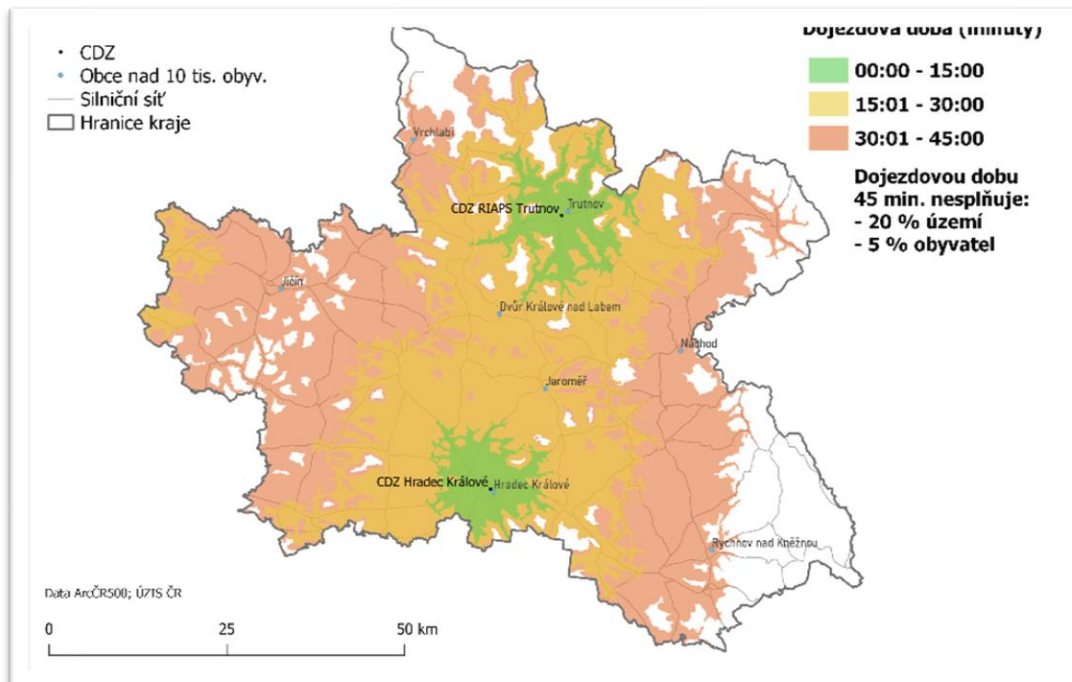 CDZ
Obce nad 10 tis. obyv.
Silniční síť
Hranice kraje
Dojezdová doba (minuty)
00:00 - 15:00
15:01 - 30:00
30:01 - 45:00
Dojezdovou dobu
45 min. nesplňuje:
- 20 % území
- 5 % obyvatel
Vrchlabí
CDZ RIAPS Trutnov
Trutnov
Jičín
Dvůr Králové nad Labem
Náchod
Jaroměř
CDZ Hradec Králové
Hradec Králové
Rychnov nad Kněžnou
Data ArcČR500; ÚZIS ČR
0 25 50 km